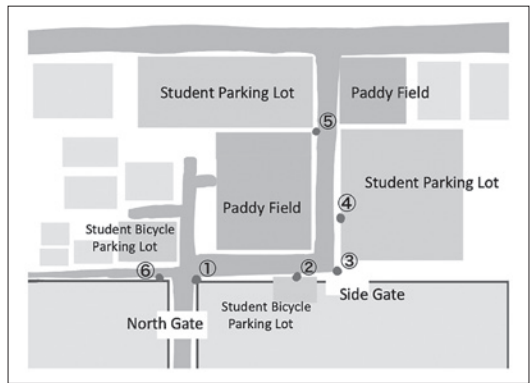 Student Parking Lot
Paddy Field
⑤
Student Parking Lot
④
Paddy Field
Student Bicycle
Parking Lot
⑥
①
②
③
Side Gate
North Gate
Student Bicycle
Parking Lot